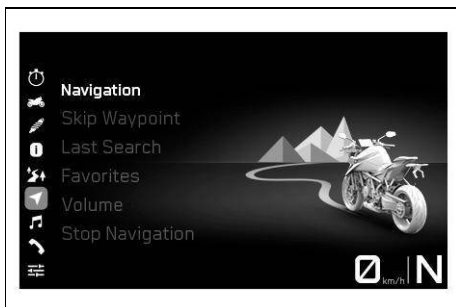 Navigation
Skip Waypoint
Last Search
Favorites
Volume
Stop Navigation
0 km/h N